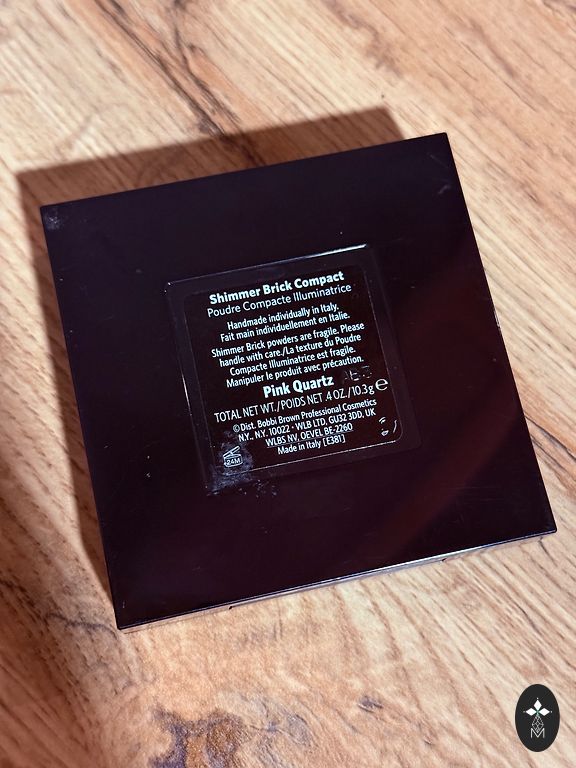 Shimmer Brick Compact
Poudre Compacte Illuminatrice
Handmade individually in Italy.
Fait main individuellement en Italie.
Shimmer Brick powders are fragile. Please
handle with care./La texture du Poudre
Compacte Illuminatrice est fragile.
Manipuler le produit avec précaution.
Pink Quartz
TOTAL NET WT./POIDS NET .4 OZ./10.3g e
©Dist. Bobbi Brown Professional Cosmetics
N.Y., N.Y. 10022 · WLB LTD, GU32 3DD, UK
WLBS NV, OEVEL BE-2260
Made in Italy [E381]
24M
M